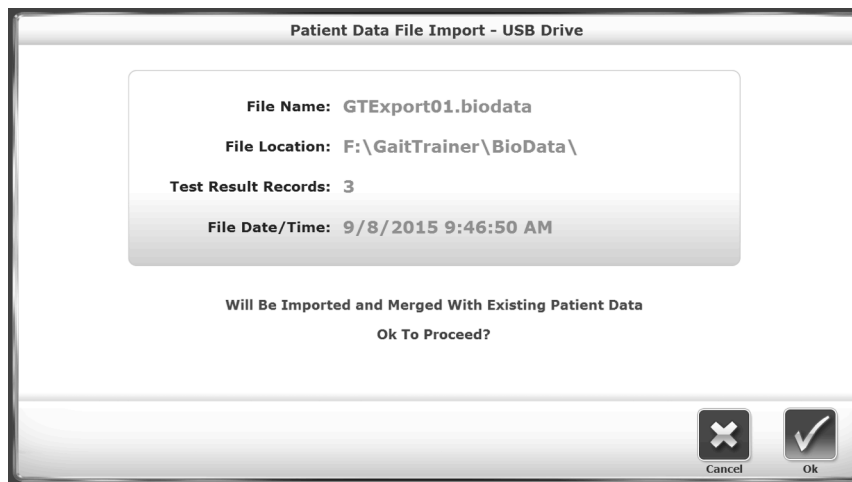 Patient Data File Import - USB Drive
File Name: GTExport01.biodata
File Location: F:\GaitTrainer\BioData\
Test Result Records: 3
File Date/Time: 9/8/2015 9:46:50 AM
Will Be Imported and Merged With Existing Patient Data
Ok To Proceed?
Cancel
Ok